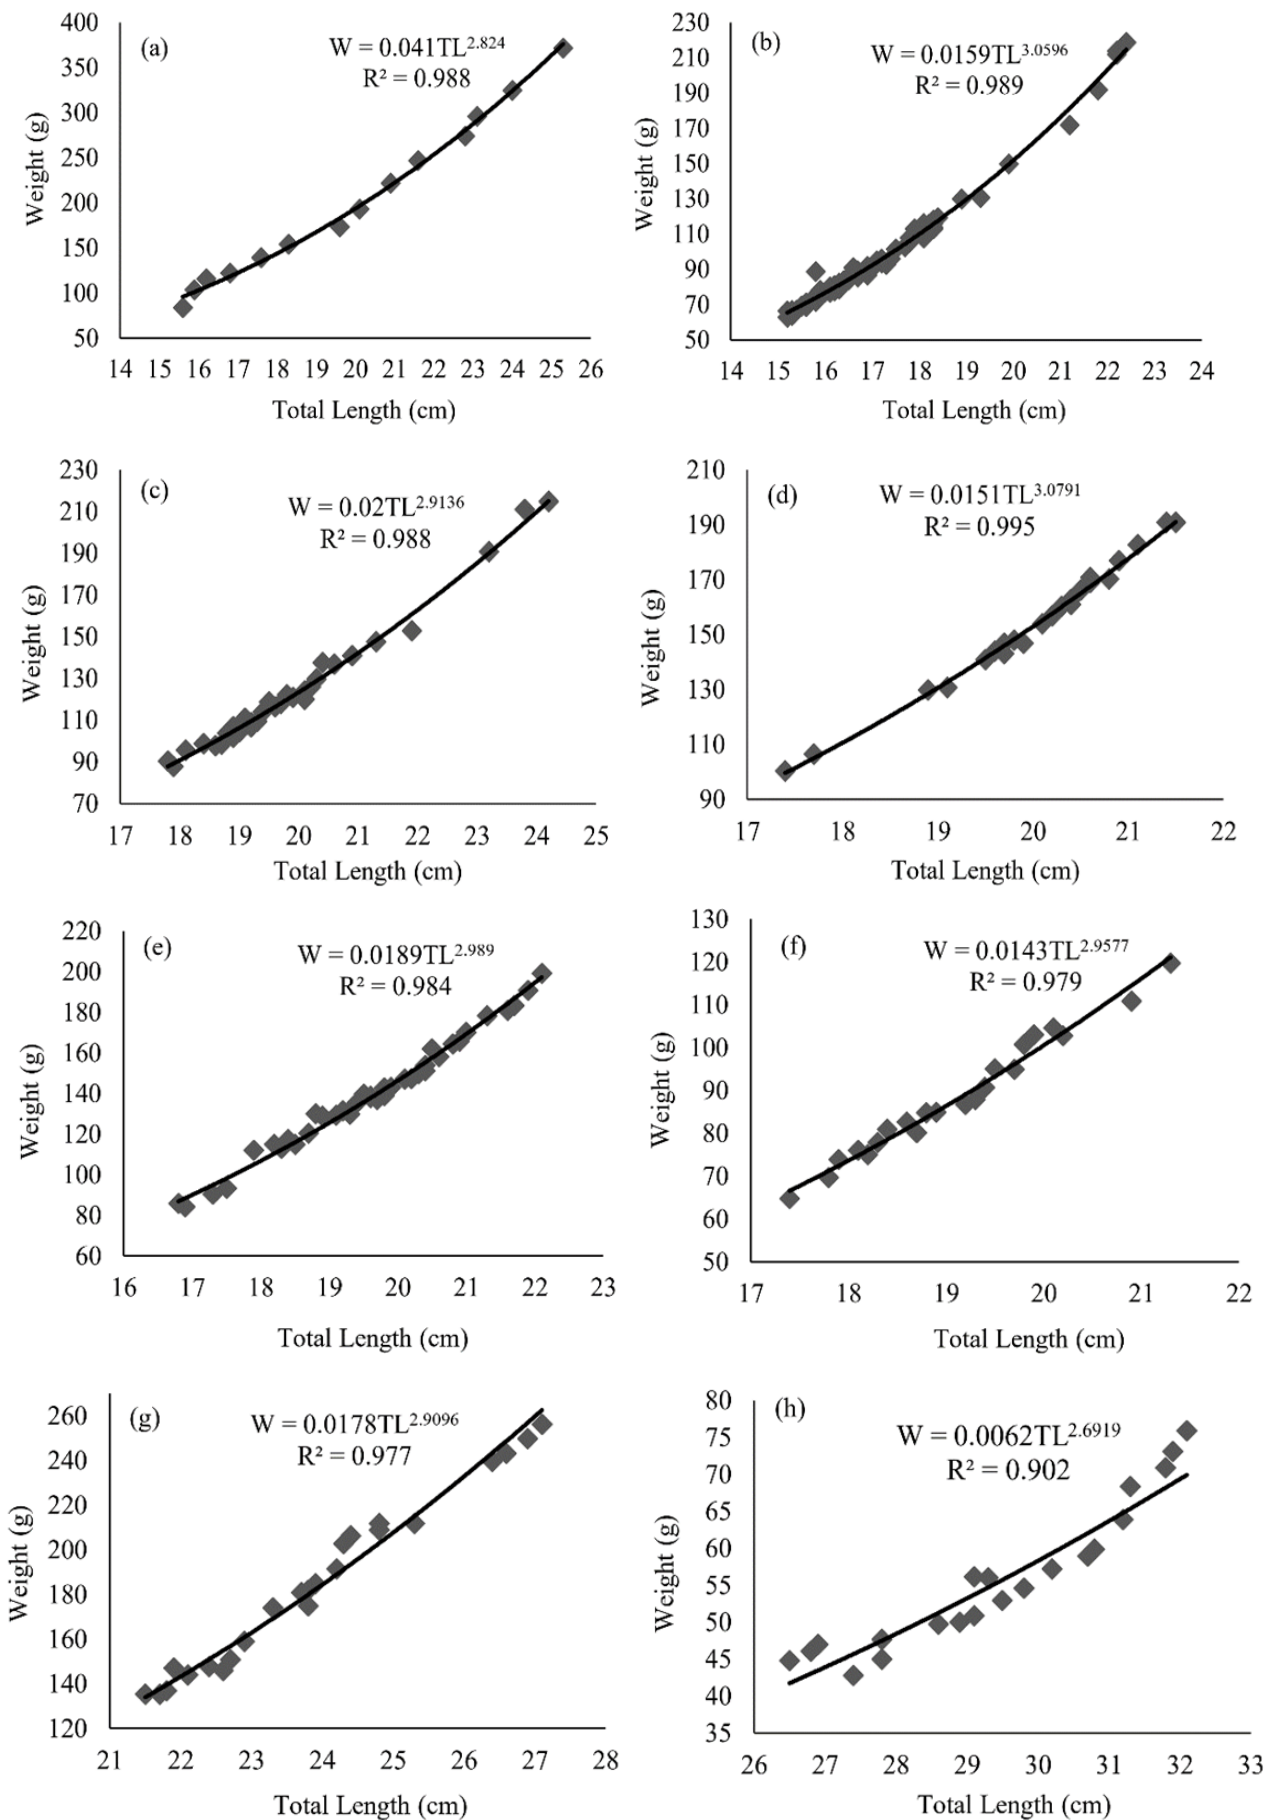 (a)
W = 0.041TL^2.824
R² = 0.988
400
350
300
250
200
150
100
50
Weight (g)
14 15 16 17 18 19 20 21 22 23 24 25 26
Total Length (cm)
(b)
W = 0.0159TL^3.0596
R² = 0.989
230
210
190
170
150
130
110
90
70
50
Weight (g)
14 15 16 17 18 19 20 21 22 23 24
Total Length (cm)
(c)
W = 0.02TL^2.9136
R² = 0.988
230
210
190
170
150
130
110
90
70
Weight (g)
17 18 19 20 21 22 23 24 25
Total Length (cm)
(d)
W = 0.0151TL^3.0791
R² = 0.995
210
190
170
150
130
110
90
Weight (g)
17 18 19 20 21 22
Total Length (cm)
(e)
W = 0.0189TL^2.989
R² = 0.984
220
200
180
160
140
120
100
80
60
Weight (g)
16 17 18 19 20 21 22 23
Total Length (cm)
(f)
W = 0.0143TL^2.9577
R² = 0.979
130
120
110
100
90
80
70
60
50
Weight (g)
17 18 19 20 21 22
Total Length (cm)
(g)
W = 0.0178TL^2.9096
R² = 0.977
260
240
220
200
180
160
140
120
Weight (g)
21 22 23 24 25 26 27 28
Total Length (cm)
(h)
W = 0.0062TL^2.6919
R² = 0.902
80
75
70
65
60
55
50
45
40
35
Weight (g)
26 27 28 29 30 31 32 33
Total Length (cm)